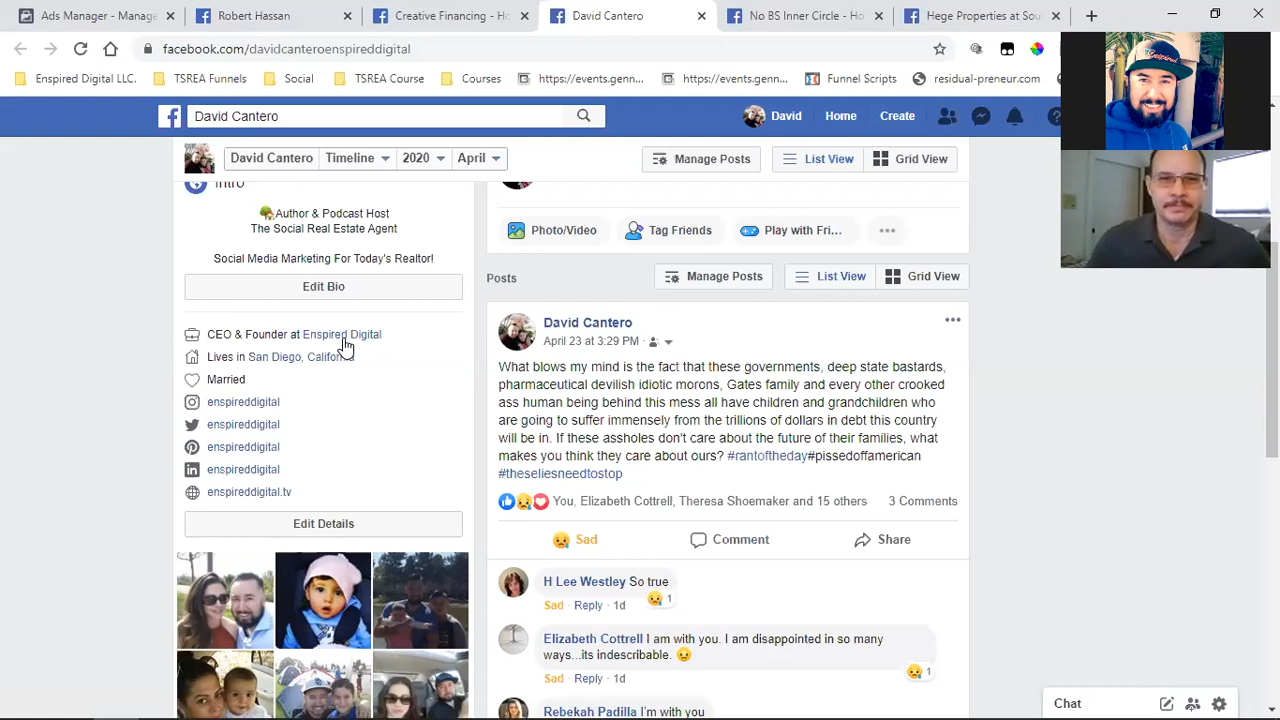 Ads Manager - Manage
Robert Hassan
Creative Financing - Ho
David Cantero
No BS Inner Circle - Ho
Hege Properties at Sou
facebook.com/davidcanteroenspireddigital
Enspired Digital LLC.
TSREA Funnels
Social
TSREA Course
Courses
https://events.genn...
https://events.genn...
Funnel Scripts
residual-preneur.com
David Cantero
David
Home
Create
David Cantero
Timeline
2020
April
Manage Posts
List View
Grid View
Intro
Author & Podcast Host
The Social Real Estate Agent
Social Media Marketing For Today's Realtor!
Edit Bio
CEO & Founder at Enspired Digital
Lives in San Diego, California
Married
enspireddigital
enspireddigital
enspireddigital
enspireddigital
enspireddigital.tv
Edit Details
Photo/Video
Tag Friends
Play with Fri...
Posts
Manage Posts
List View
Grid View
David Cantero
April 23 at 3:29 PM
What blows my mind is the fact that these governments, deep state bastards,
pharmaceutical devilish idiotic morons, Gates family and every other crooked
ass human being behind this mess all have children and grandchildren who
are going to suffer immensely from the trillions of dollars in debt this country
will be in. If these assholes don't care about the future of their families, what
makes you think they care about ours? #rantoftheday#pissedoffamerican
#theseliesneedtostop
You, Elizabeth Cottrell, Theresa Shoemaker and 15 others
3 Comments
Sad
Comment
Share
H Lee Westley So true
1
Sad · Reply · 1d
Elizabeth Cottrell I am with you. I am disappointed in so many
ways...its indescribable.
1
Sad · Reply · 1d
Rebekah Padilla I'm with you
Chat